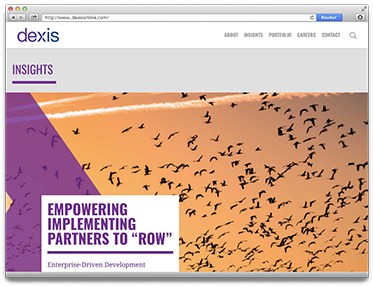 http://www.dexisonline.com/
Reader
dexis
ABOUT INSIGHTS PORTFOLIO CAREERS CONTACT
INSIGHTS
EMPOWERING
IMPLEMENTING
PARTNERS TO “ROW”
Enterprise-Driven Development